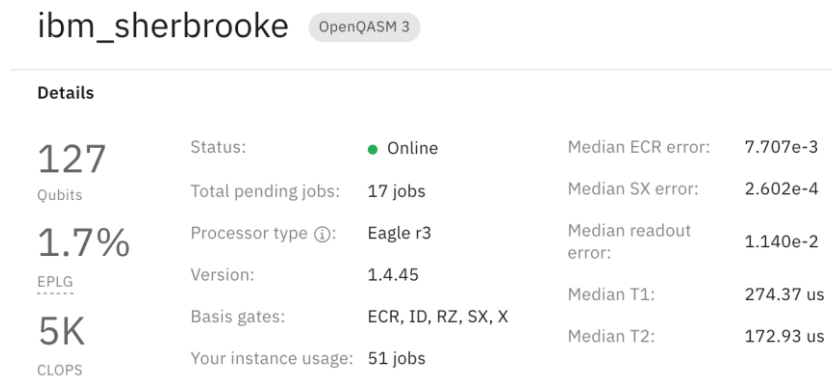 ibm_sherbrooke OpenQASM 3
Details
127
Qubits
1.7%
EPLG
5K
CLOPS
Status: Online
Total pending jobs: 17 jobs
Processor type ⓘ: Eagle r3
Version: 1.4.45
Basis gates: ECR, ID, RZ, SX, X
Your instance usage: 51 jobs
Median ECR error: 7.707e-3
Median SX error: 2.602e-4
Median readout
error: 1.140e-2
Median T1: 274.37 us
Median T2: 172.93 us